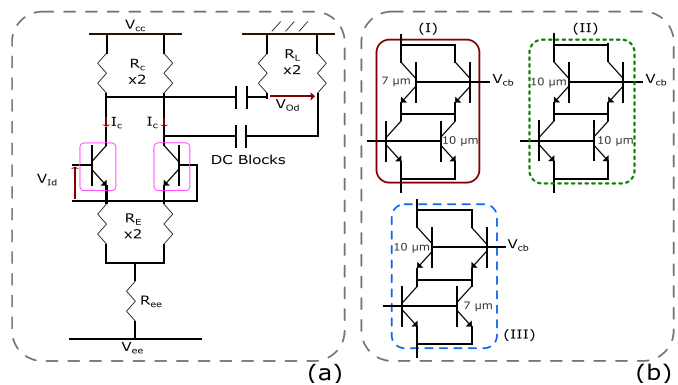 Vcc
Rc
x2
RL
x2
VOd
Ic
Ic
DC Blocks
VId
RE
x2
Ree
Vee
(a)
(I)
7 µm
Vcb
10 µm
(II)
10 µm
Vcb
10 µm
10 µm
Vcb
7 µm
(III)
(b)